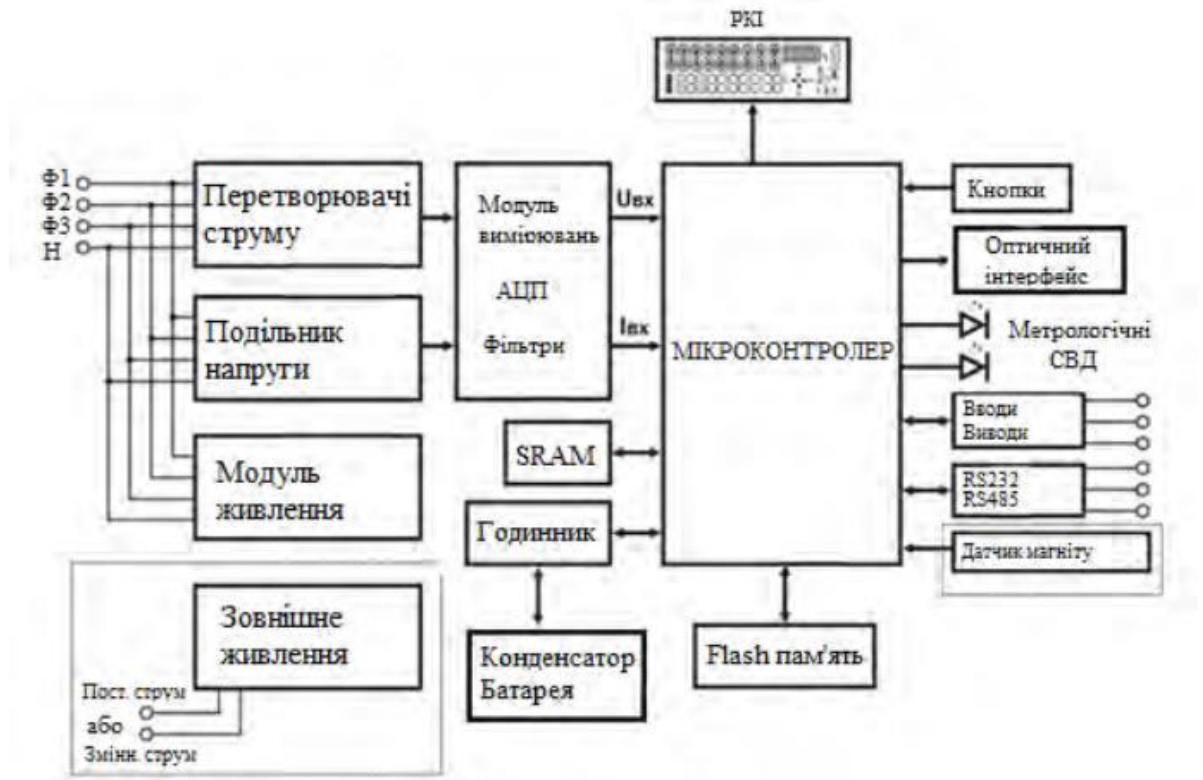 РКІ
Ф1
Ф2
Ф3
Н
Перетворювачі
струму
Подільник
напруги
Модуль
живлення
Модуль
вимірювань
АЦП
Фільтри
Uвх
Iвх
МІКРОКОНТРОЛЕР
Кнопки
Оптичний
інтерфейс
Метрологічні
СВД
Вводи
Виводи
RS232
RS485
Датчик магніту
SRAM
Годинник
Конденсатор
Батарея
Flash пам'ять
Зовнішне
живлення
Пост. струм
або
Змінн. струм